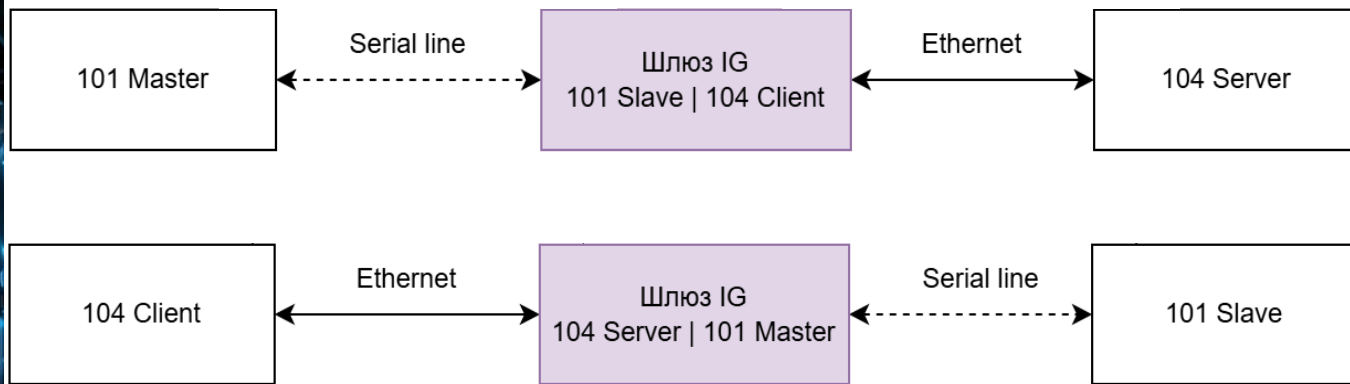 Serial line
Ethernet
101 Master
Шлюз IG
101 Slave | 104 Client
104 Server
Ethernet
Serial line
104 Client
Шлюз IG
104 Server | 101 Master
101 Slave